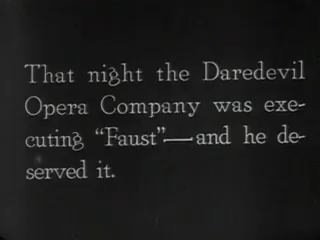 That night the Daredevil
Opera Company was exe-
cuting "Faust"—and he de-
served it.